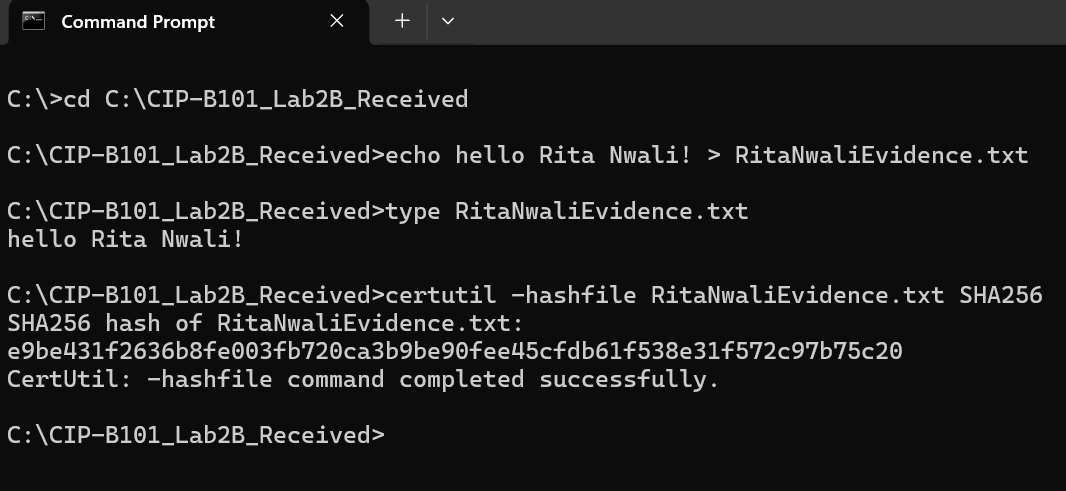 Command Prompt
C:\>cd C:\CIP-B101_Lab2B_Received
C:\CIP-B101_Lab2B_Received>echo hello Rita Nwali! > RitaNwaliEvidence.txt
C:\CIP-B101_Lab2B_Received>type RitaNwaliEvidence.txt
hello Rita Nwali!
C:\CIP-B101_Lab2B_Received>certutil -hashfile RitaNwaliEvidence.txt SHA256
SHA256 hash of RitaNwaliEvidence.txt:
e9be431f2636b8fe003fb720ca3b9be90fee45cfdb61f538e31f572c97b75c20
CertUtil: -hashfile command completed successfully.
C:\CIP-B101_Lab2B_Received>